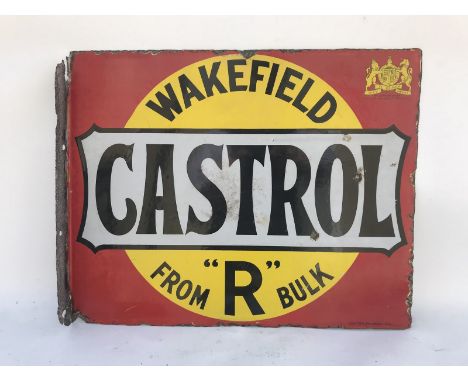 WAKEFIELD
CASTROL
FROM "R" BULK